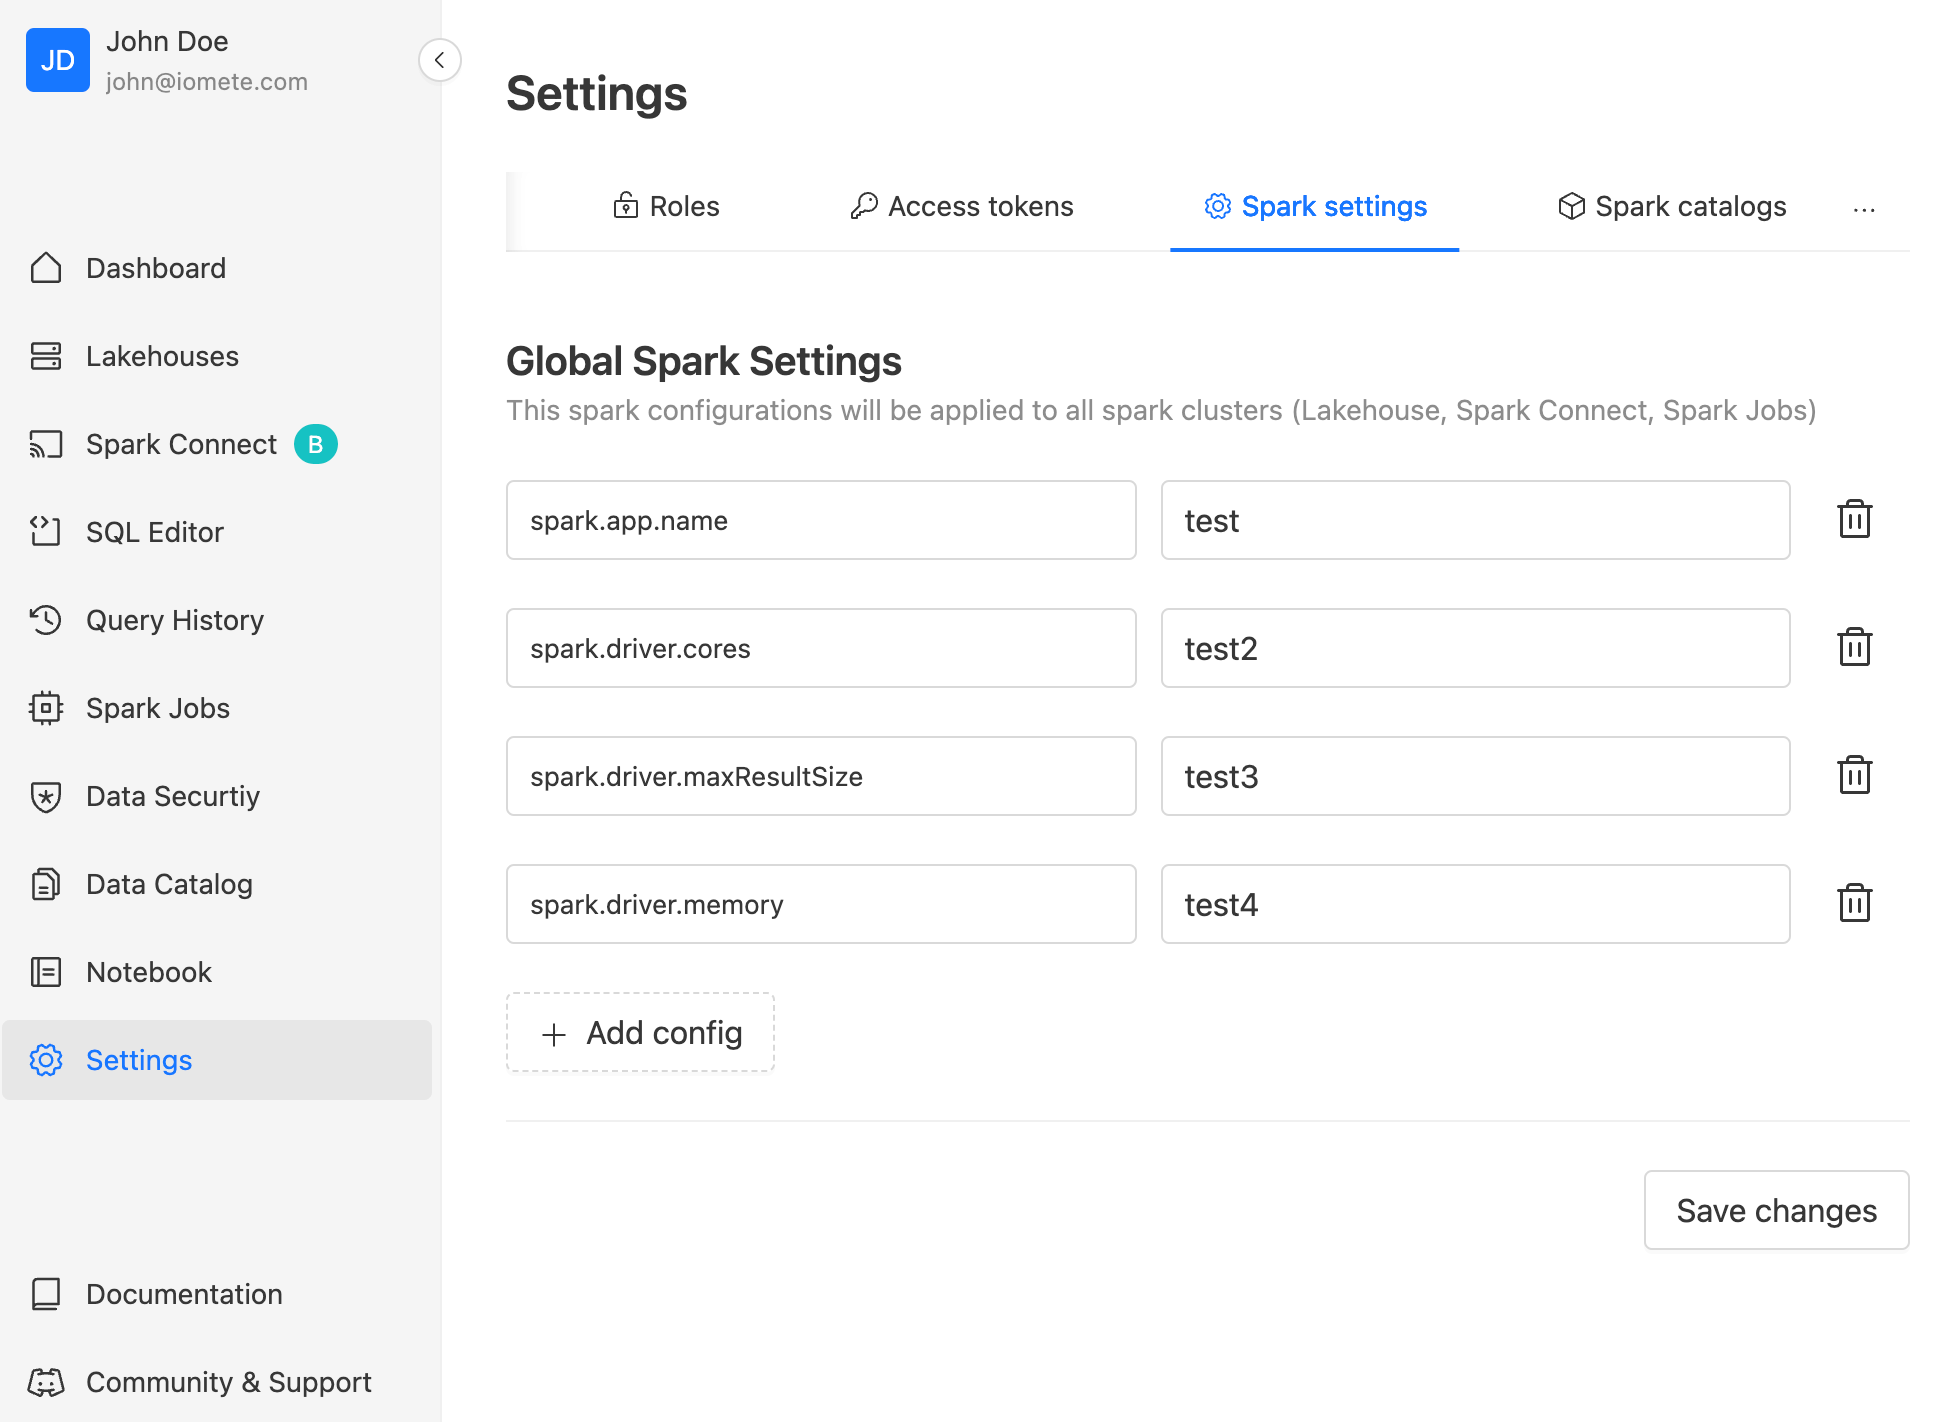 JD
John Doe
john@iomete.com
Dashboard
Lakehouses
Spark Connect B
SQL Editor
Query History
Spark Jobs
Data Securtiy
Data Catalog
Notebook
Settings
Documentation
Community & Support
Settings
Roles Access tokens Spark settings Spark catalogs ...
Global Spark Settings
This spark configurations will be applied to all spark clusters (Lakehouse, Spark Connect, Spark Jobs)
spark.app.name test
spark.driver.cores test2
spark.driver.maxResultSize test3
spark.driver.memory test4
+ Add config
Save changes